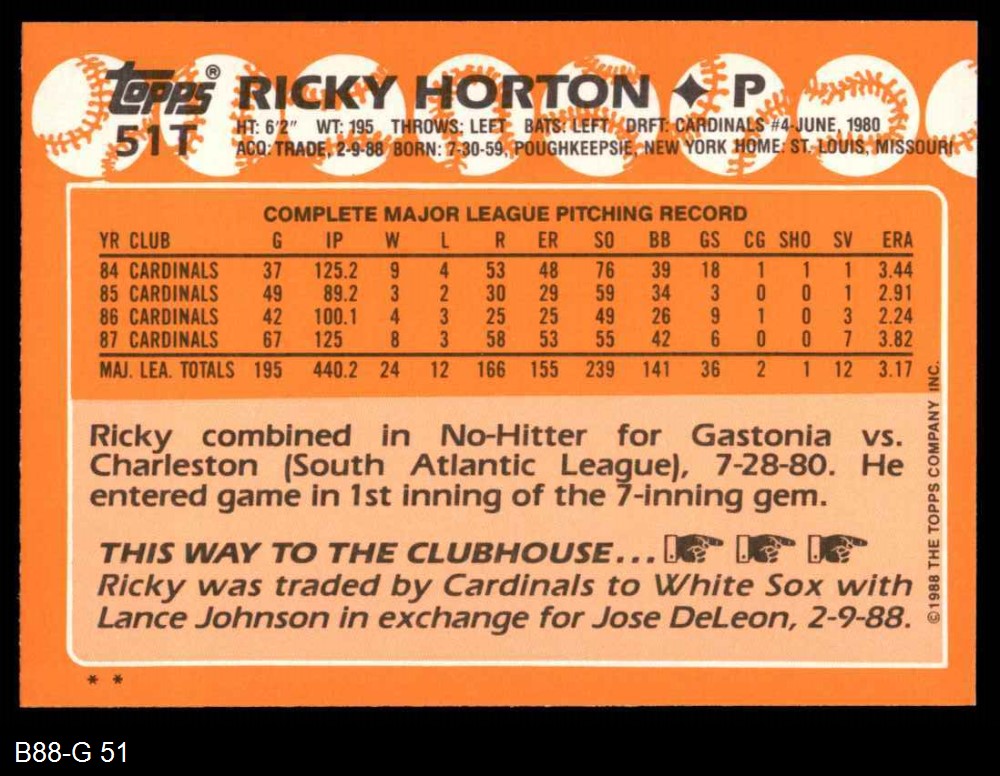 topps® RICKY HORTON ✦ P
51T HT: 6'2" WT: 195 THROWS: LEFT BATS: LEFT DRFT: CARDINALS #4-JUNE, 1980
ACQ: TRADE, 2-9-88 BORN: 7-30-59, POUGHKEEPSIE, NEW YORK HOME: ST. LOUIS, MISSOURI
COMPLETE MAJOR LEAGUE PITCHING RECORD
YR CLUB G IP W L R ER SO BB GS CG SHO SV ERA
84 CARDINALS 37 125.2 9 4 53 48 76 39 18 1 1 1 3.44
85 CARDINALS 49 89.2 3 2 30 29 59 34 3 0 0 1 2.91
86 CARDINALS 42 100.1 4 3 25 25 49 26 9 1 0 3 2.24
87 CARDINALS 67 125 8 3 58 53 55 42 6 0 0 7 3.82
MAJ. LEA. TOTALS 195 440.2 24 12 166 155 239 141 36 2 1 12 3.17
Ricky combined in No-Hitter for Gastonia vs.
Charleston (South Atlantic League), 7-28-80. He
entered game in 1st inning of the 7-inning gem.
THIS WAY TO THE CLUBHOUSE...
Ricky was traded by Cardinals to White Sox with
Lance Johnson in exchange for Jose DeLeon, 2-9-88.
©1988 THE TOPPS COMPANY INC.
* *
B88-G 51